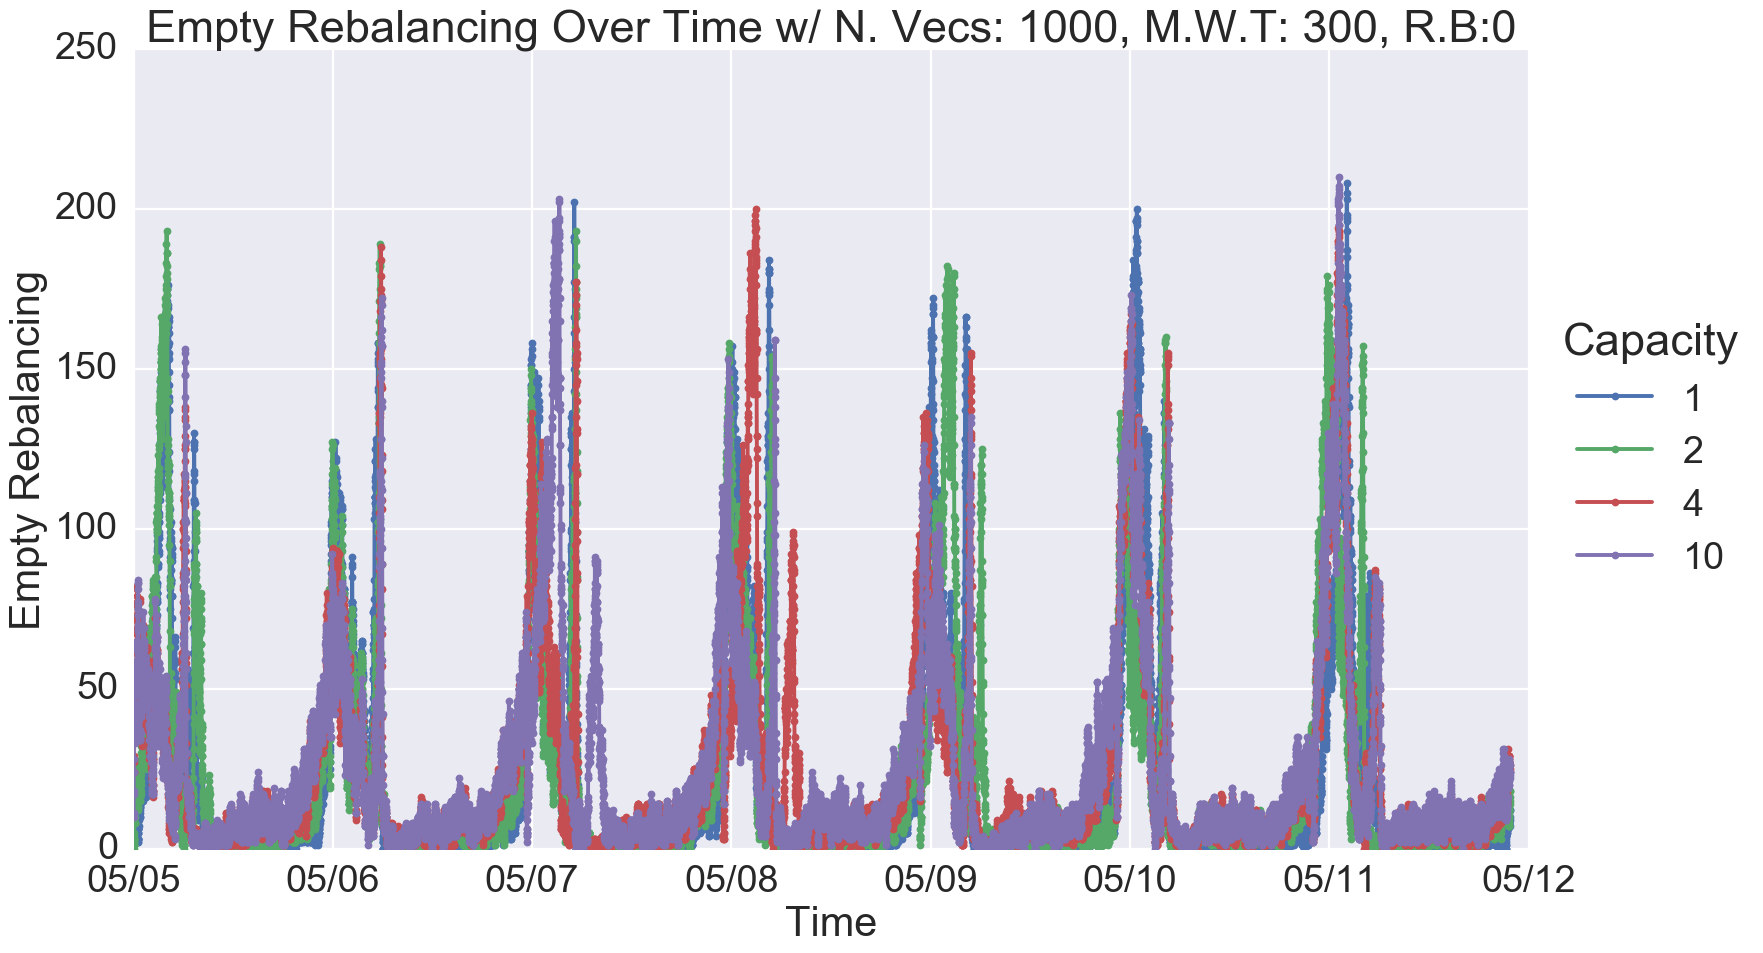 Empty Rebalancing Over Time w/ N. Vecs: 1000, M.W.T: 300, R.B:0
250
200
150
100
50
0
Empty Rebalancing
05/05 05/06 05/07 05/08 05/09 05/10 05/11 05/12
Time
Capacity
1
2
4
10